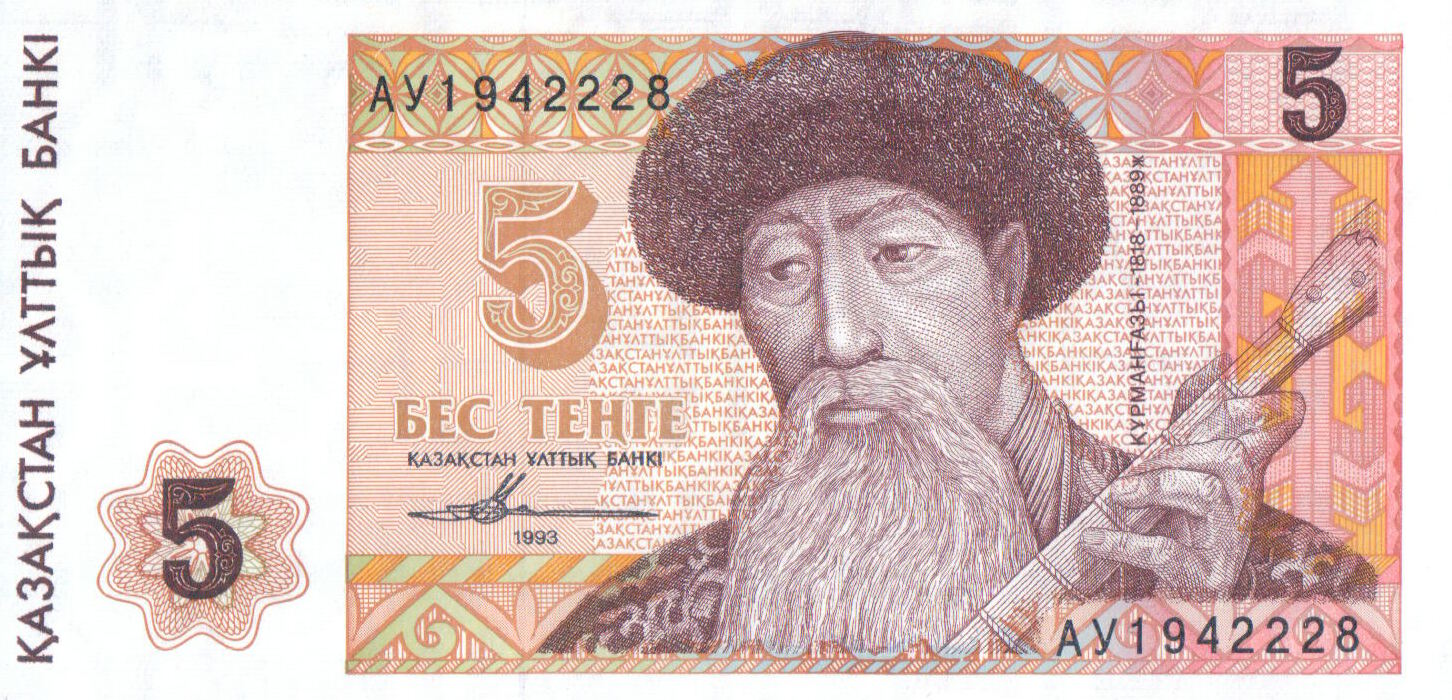 ҚАЗАҚСТАН ҰЛТТЫҚ БАНКІ
АУ1942228
5
5
БЕС ТЕҢГЕ
ҚАЗАҚСТАН ҰЛТТЫҚ БАНКІ
1993
5
ҚҰРМАНҒАЗЫ - 1818 - 1889ж
АУ1942228